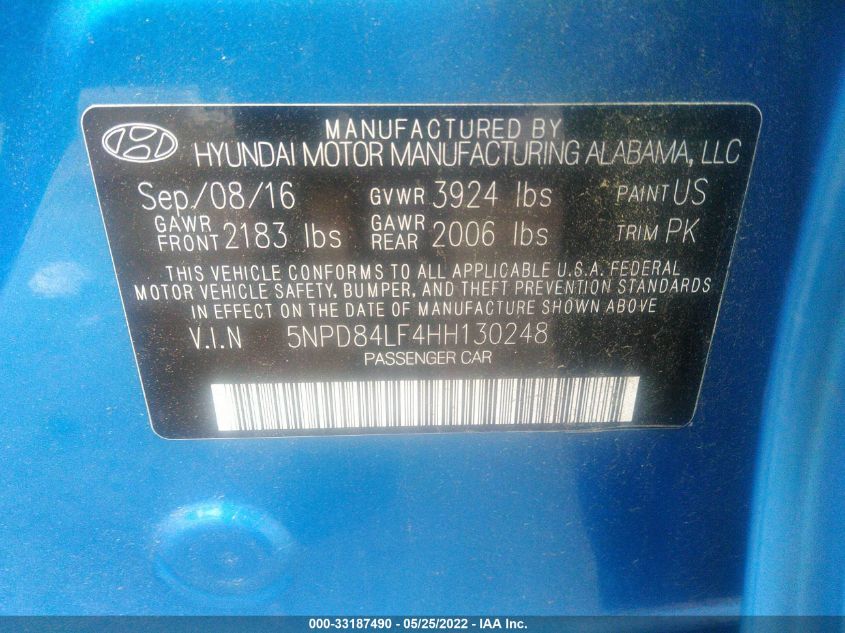 MANUFACTURED BY
HYUNDAI MOTOR MANUFACTURING ALABAMA, LLC
Sep/08/16 GVWR 3924 lbs PAINT US
GAWR FRONT 2183 lbs GAWR REAR 2006 lbs TRIM PK
THIS VEHICLE CONFORMS TO ALL APPLICABLE U.S.A. FEDERAL
MOTOR VEHICLE SAFETY, BUMPER, AND THEFT PREVENTION STANDARDS
IN EFFECT ON THE DATE OF MANUFACTURE SHOWN ABOVE
V.I.N 5NPD84LF4HH130248
PASSENGER CAR
000-33187490 - 05/25/2022 - IAA Inc.